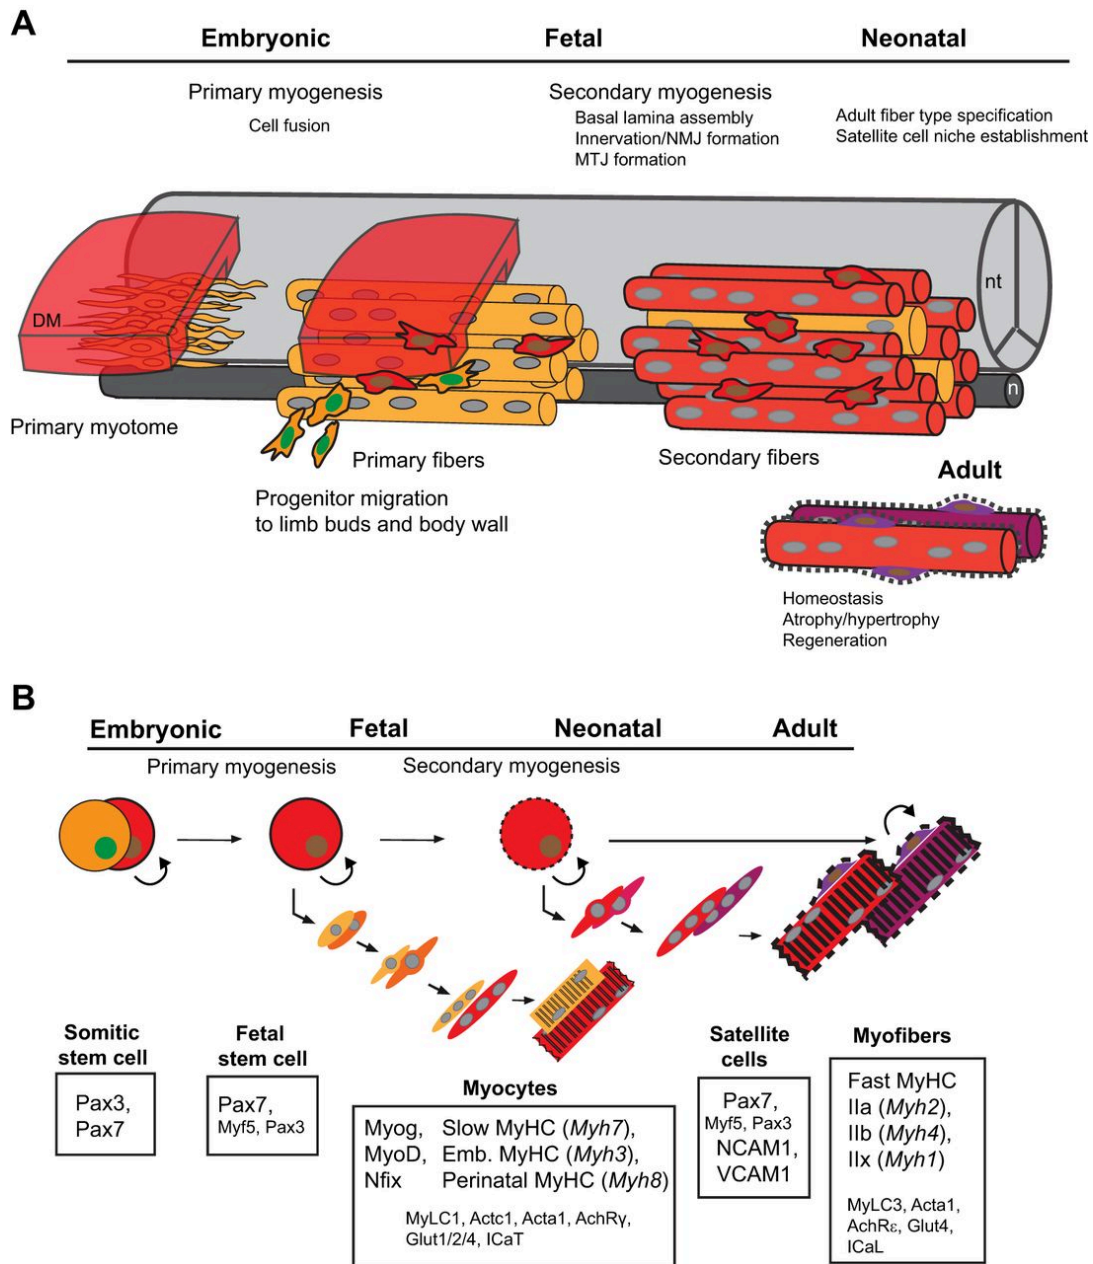 A
Embryonic Fetal Neonatal
Primary myogenesis
Cell fusion
Secondary myogenesis
Basal lamina assembly
Innervation/NMJ formation
MTJ formation
Adult fiber type specification
Satellite cell niche establishment
DM
nt
n
Primary myotome
Primary fibers
Progenitor migration
to limb buds and body wall
Secondary fibers
Adult
Homeostasis
Atrophy/hypertrophy
Regeneration
B
Embryonic Fetal Neonatal Adult
Primary myogenesis Secondary myogenesis
Somitic
stem cell
Pax3,
Pax7
Fetal
stem cell
Pax7,
Myf5, Pax3
Myocytes
Myog, Slow MyHC (Myh7),
MyoD, Emb. MyHC (Myh3),
Nfix Perinatal MyHC (Myh8)
MyLC1, Actc1, Acta1, AchRγ,
Glut1/2/4, ICaT
Satellite
cells
Pax7,
Myf5, Pax3
NCAM1,
VCAM1
Myofibers
Fast MyHC
IIa (Myh2),
IIb (Myh4),
IIx (Myh1)
MyLC3, Acta1,
AchRε, Glut4,
ICaL